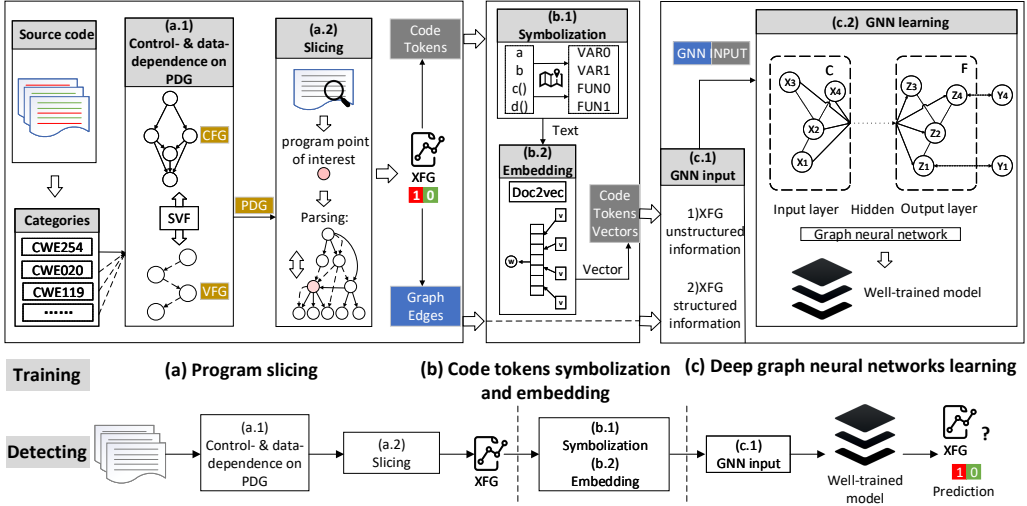 Source code
Categories
CWE254
CWE020
CWE119
······
(a.1)
Control- & data-
dependence on
PDG
CFG
SVF
VFG
PDG
(a.2)
Slicing
program point
of interest
Parsing:
Code
Tokens
XFG
1 0
Graph
Edges
(b.1)
Symbolization
a
b
c()
d()
VAR0
VAR1
FUN0
FUN1
Text
(b.2)
Embedding
Doc2vec
w
v
v
v
v
Vector
Code
Tokens
Vectors
GNN INPUT
(c.1)
GNN input
1)XFG
unstructured
information
2)XFG
structured
information
(c.2) GNN learning
C
X3
X4
X2
X1
F
Z3
Z4
Z2
Z1
Y4
Y1
Input layer
Hidden
Output layer
Graph neural network
Well-trained model
Training
(a) Program slicing
(b) Code tokens symbolization
and embedding
(c) Deep graph neural networks learning
Detecting
(a.1)
Control- & data-
dependence on
PDG
(a.2)
Slicing
XFG
(b.1)
Symbolization
(b.2)
Embedding
(c.1)
GNN input
Well-trained
model
XFG
?
1 0
Prediction